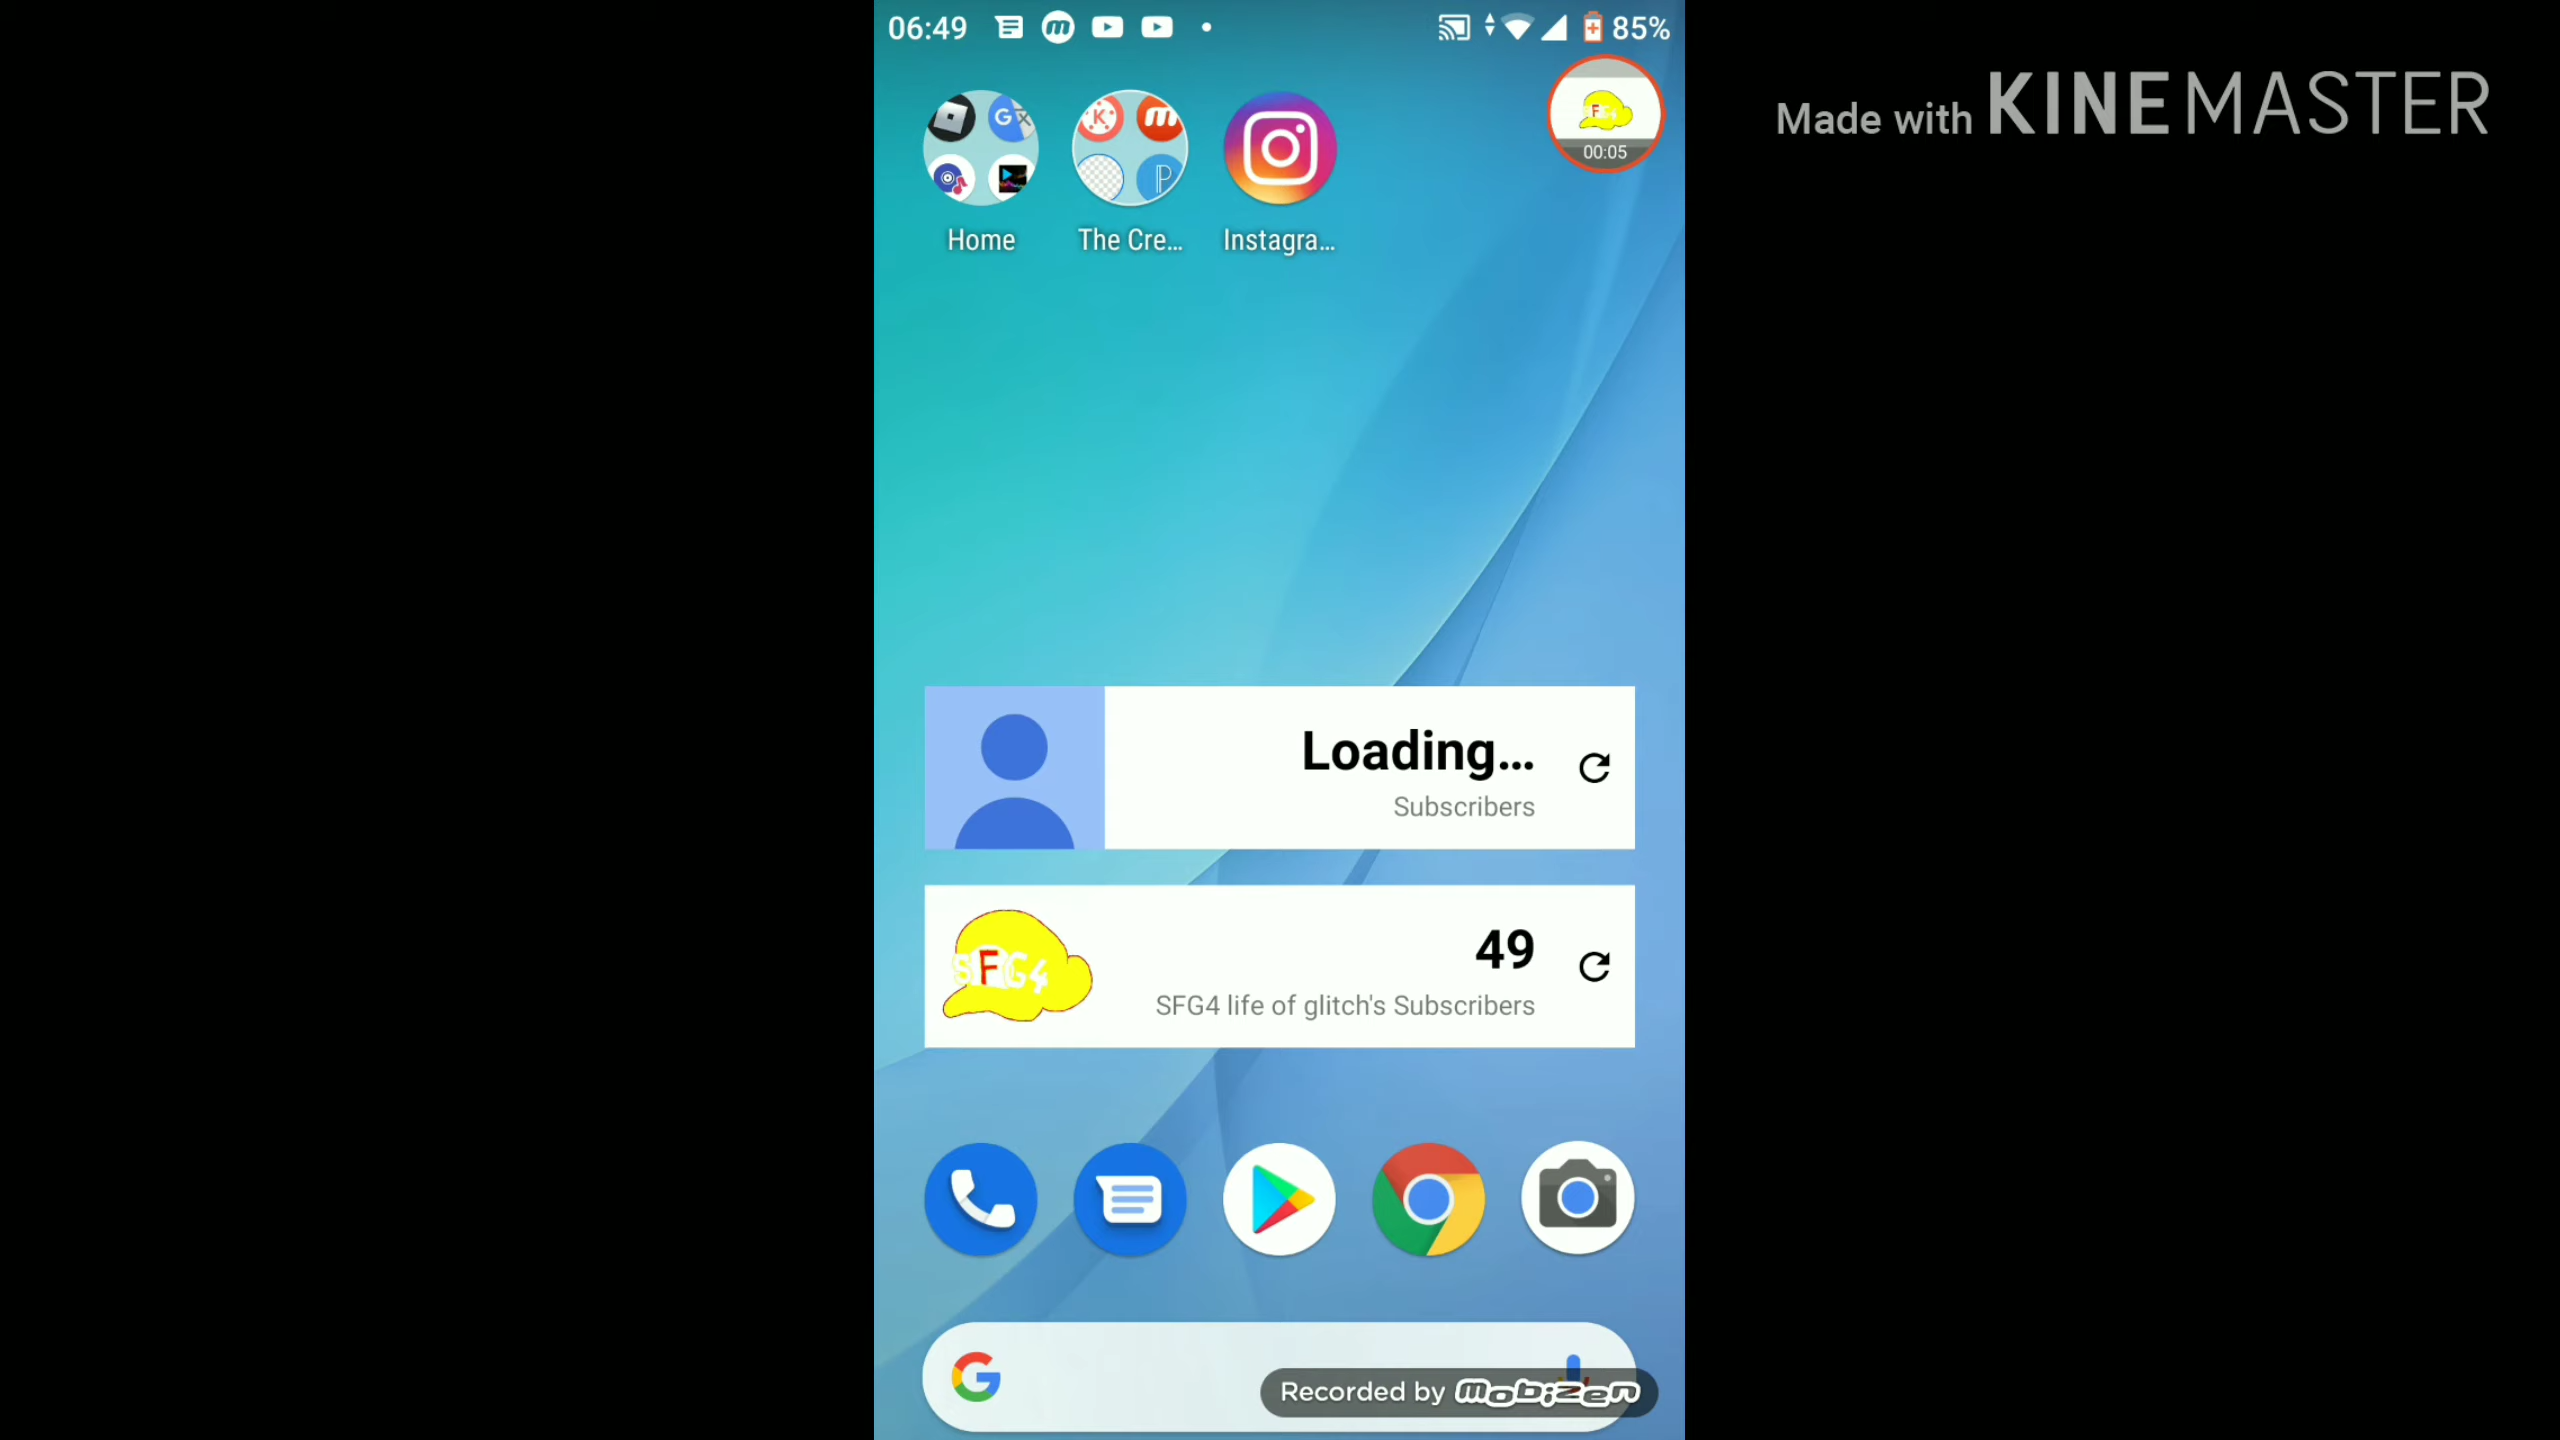 06:49
85%
Made with KINEMASTER
00:05
Home
The Cre...
Instagra...
Loading...
Subscribers
SFG4
49
SFG4 life of glitch's Subscribers
Recorded by mobizen